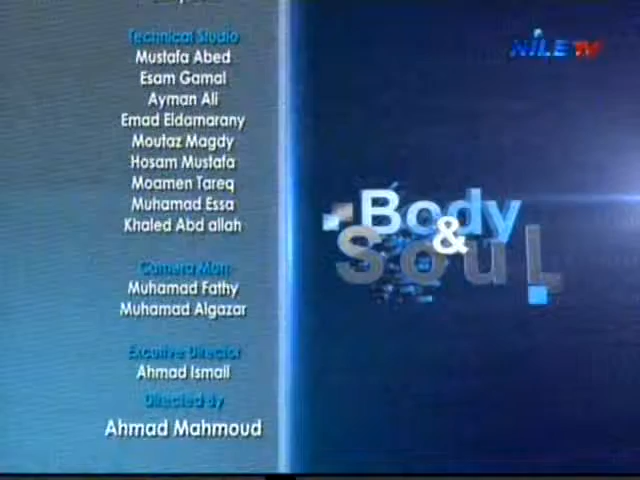 Technical Studio
Mustafa Abed
Esam Gamal
Ayman Ali
Emad Eldamarany
Moutaz Magdy
Hosam Mustafa
Moamen Tareq
Muhamad Essa
Khaled Abd allah
Camera Man
Muhamad Fathy
Muhamad Algazar
Excutive Director
Ahmad Ismail
Directed By
Ahmad Mahmoud
NiLE TV
Body
&
Soul